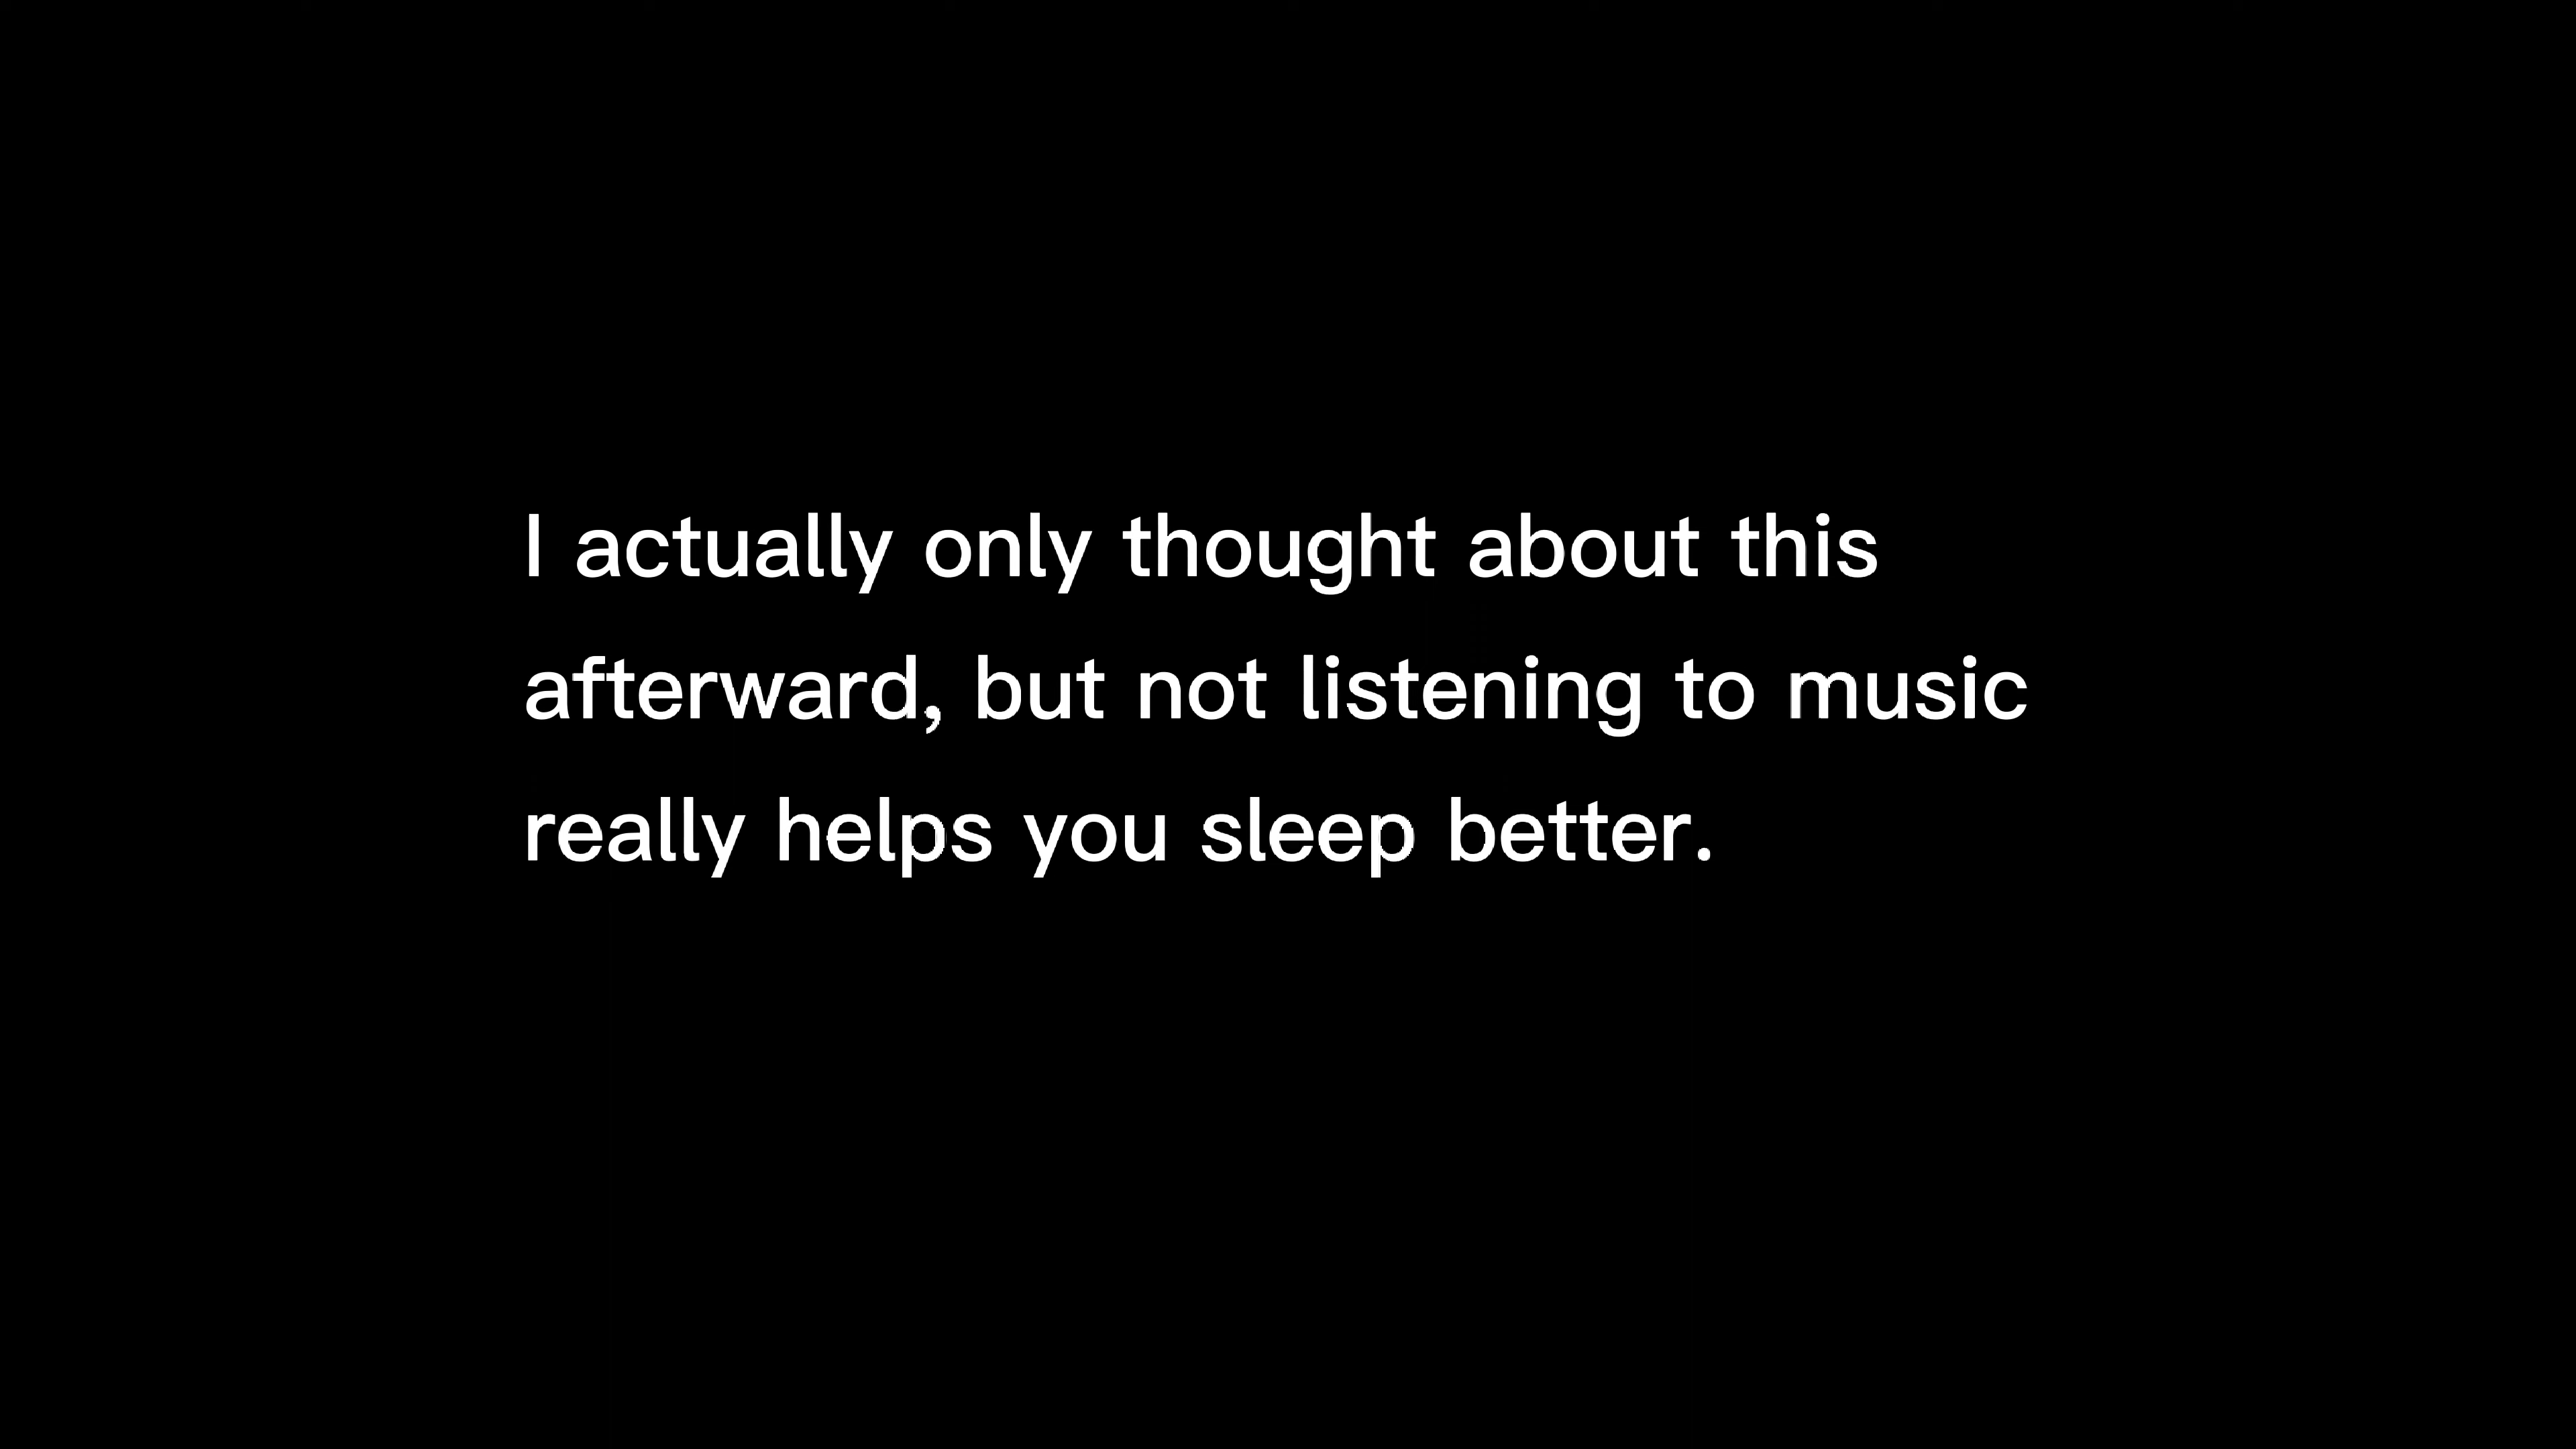 I actually only thought about this
afterward, but not listening to music
really helps you sleep better.